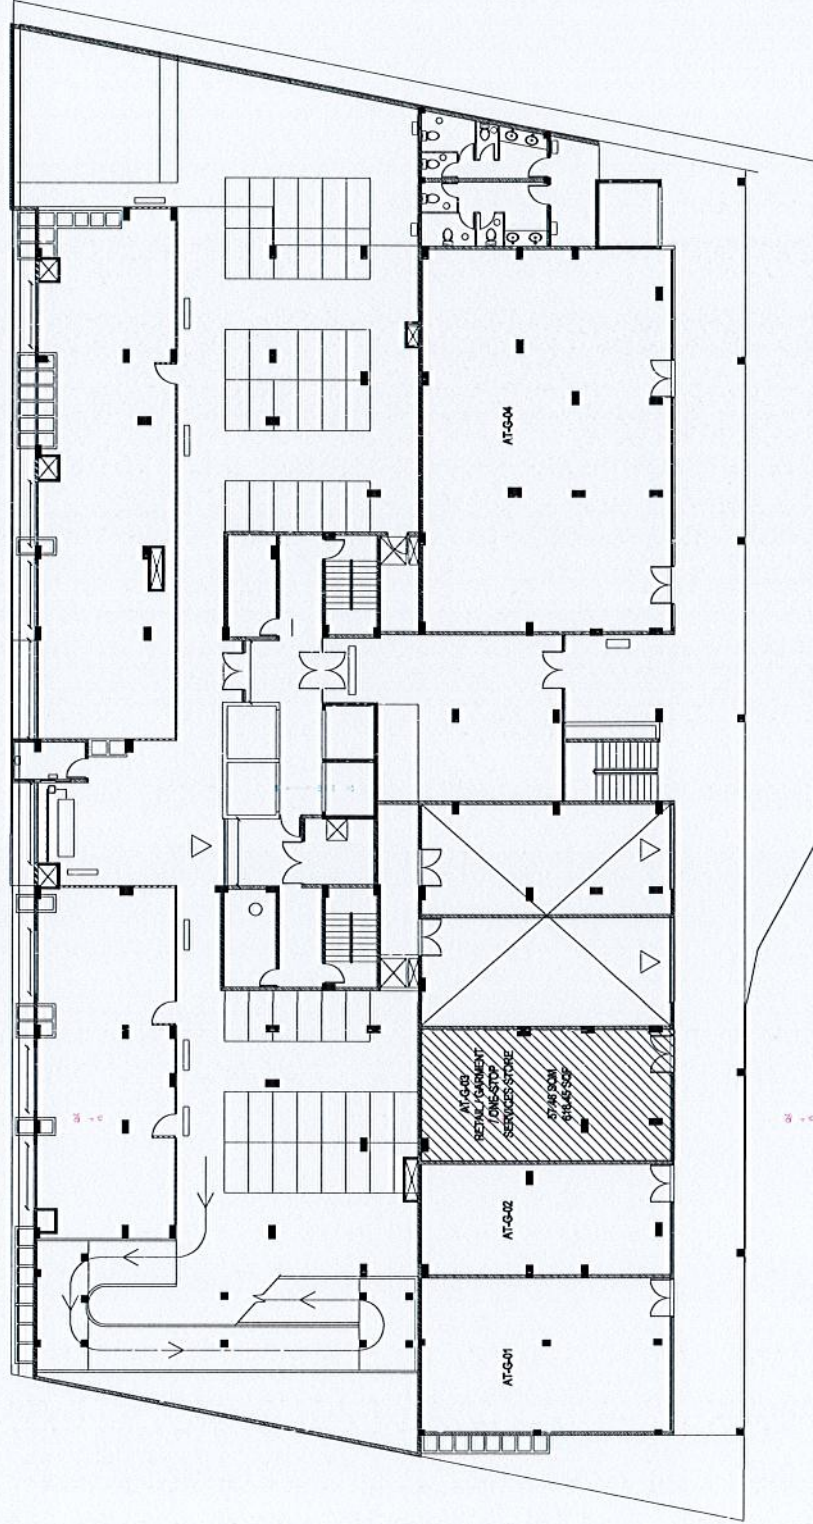 AT-G-04
AT-G-03
RETAIL / GARMENT
/ ONE-STOP
SERVICES STORE
57.46 SQM
618.45 SQF
AT-G-02
AT-G-01